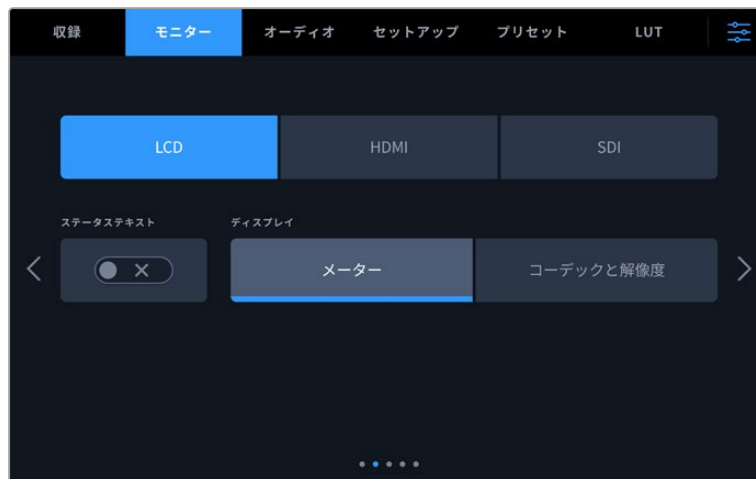 収録 モニター オーディオ セットアップ プリセット LUT
LCD HDMI SDI
ステータステキスト ディスプレイ
メーター コーデックと解像度